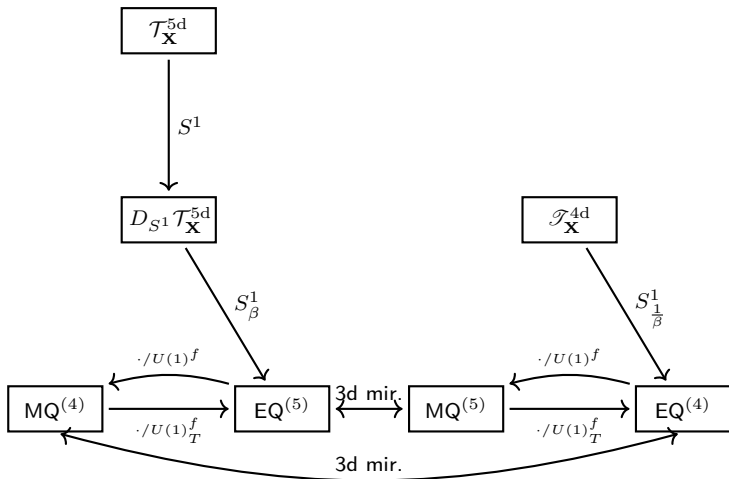 𝒯_𝐗^5d
S^1
D_{S^1}𝒯_𝐗^5d
𝒯_𝐗^4d
S^1_β
S^1_{1/β}
·/U(1)^f
·/U(1)^f
3d mir.
MQ^(4)
EQ^(5)
MQ^(5)
EQ^(4)
·/U(1)_T^f
·/U(1)_T^f
3d mir.